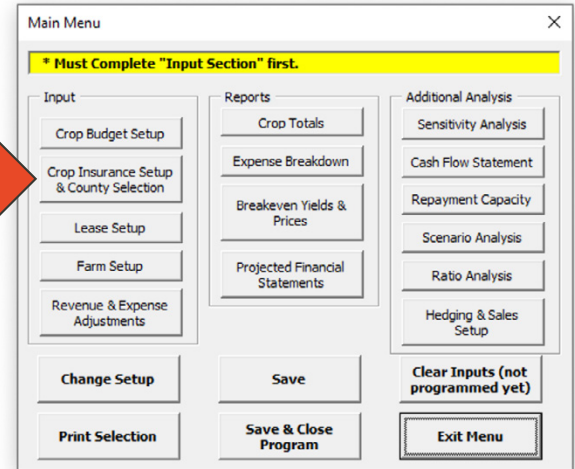 Main Menu
* Must Complete "Input Section" first.
Input
Crop Budget Setup
Crop Insurance Setup
& County Selection
Lease Setup
Farm Setup
Revenue & Expense
Adjustments
Reports
Crop Totals
Expense Breakdown
Breakeven Yields &
Prices
Projected Financial
Statements
Additional Analysis
Sensitivity Analysis
Cash Flow Statement
Repayment Capacity
Scenario Analysis
Ratio Analysis
Hedging & Sales
Setup
Change Setup
Save
Clear Inputs (not
programmed yet)
Print Selection
Save & Close
Program
Exit Menu